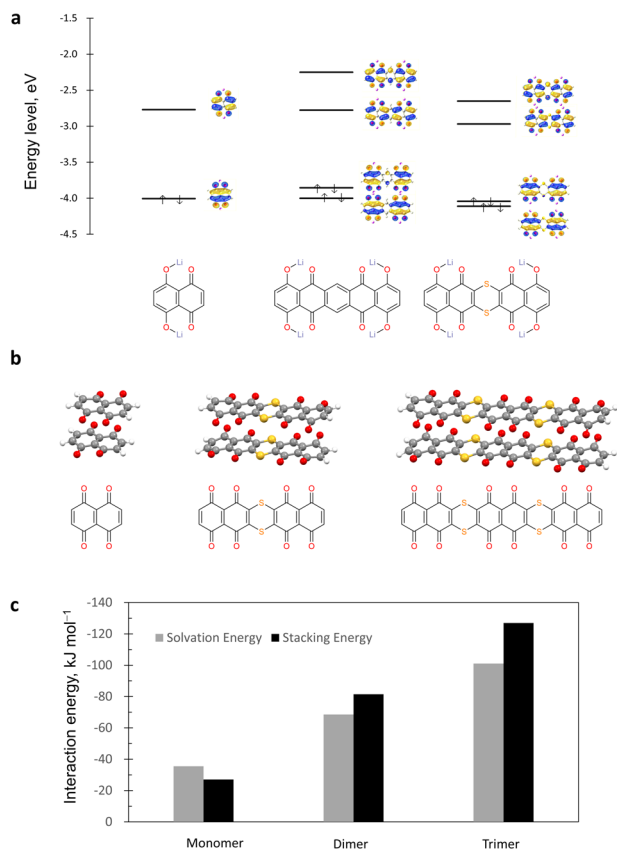 a
Energy level, eV
-1.5
-2.0
-2.5
-3.0
-3.5
-4.0
-4.5
Li Li Li Li Li
O O O O O O O O O O
S
S
O O O O O O O O O O
Li Li Li Li Li
b
O O O O O O O O O O O O
S S S
S S S
O O O O O O O O O O O O
c
Interaction energy, kJ mol⁻¹
-140
-120
-100
-80
-60
-40
-20
0
Solvation Energy Stacking Energy
Monomer Dimer Trimer